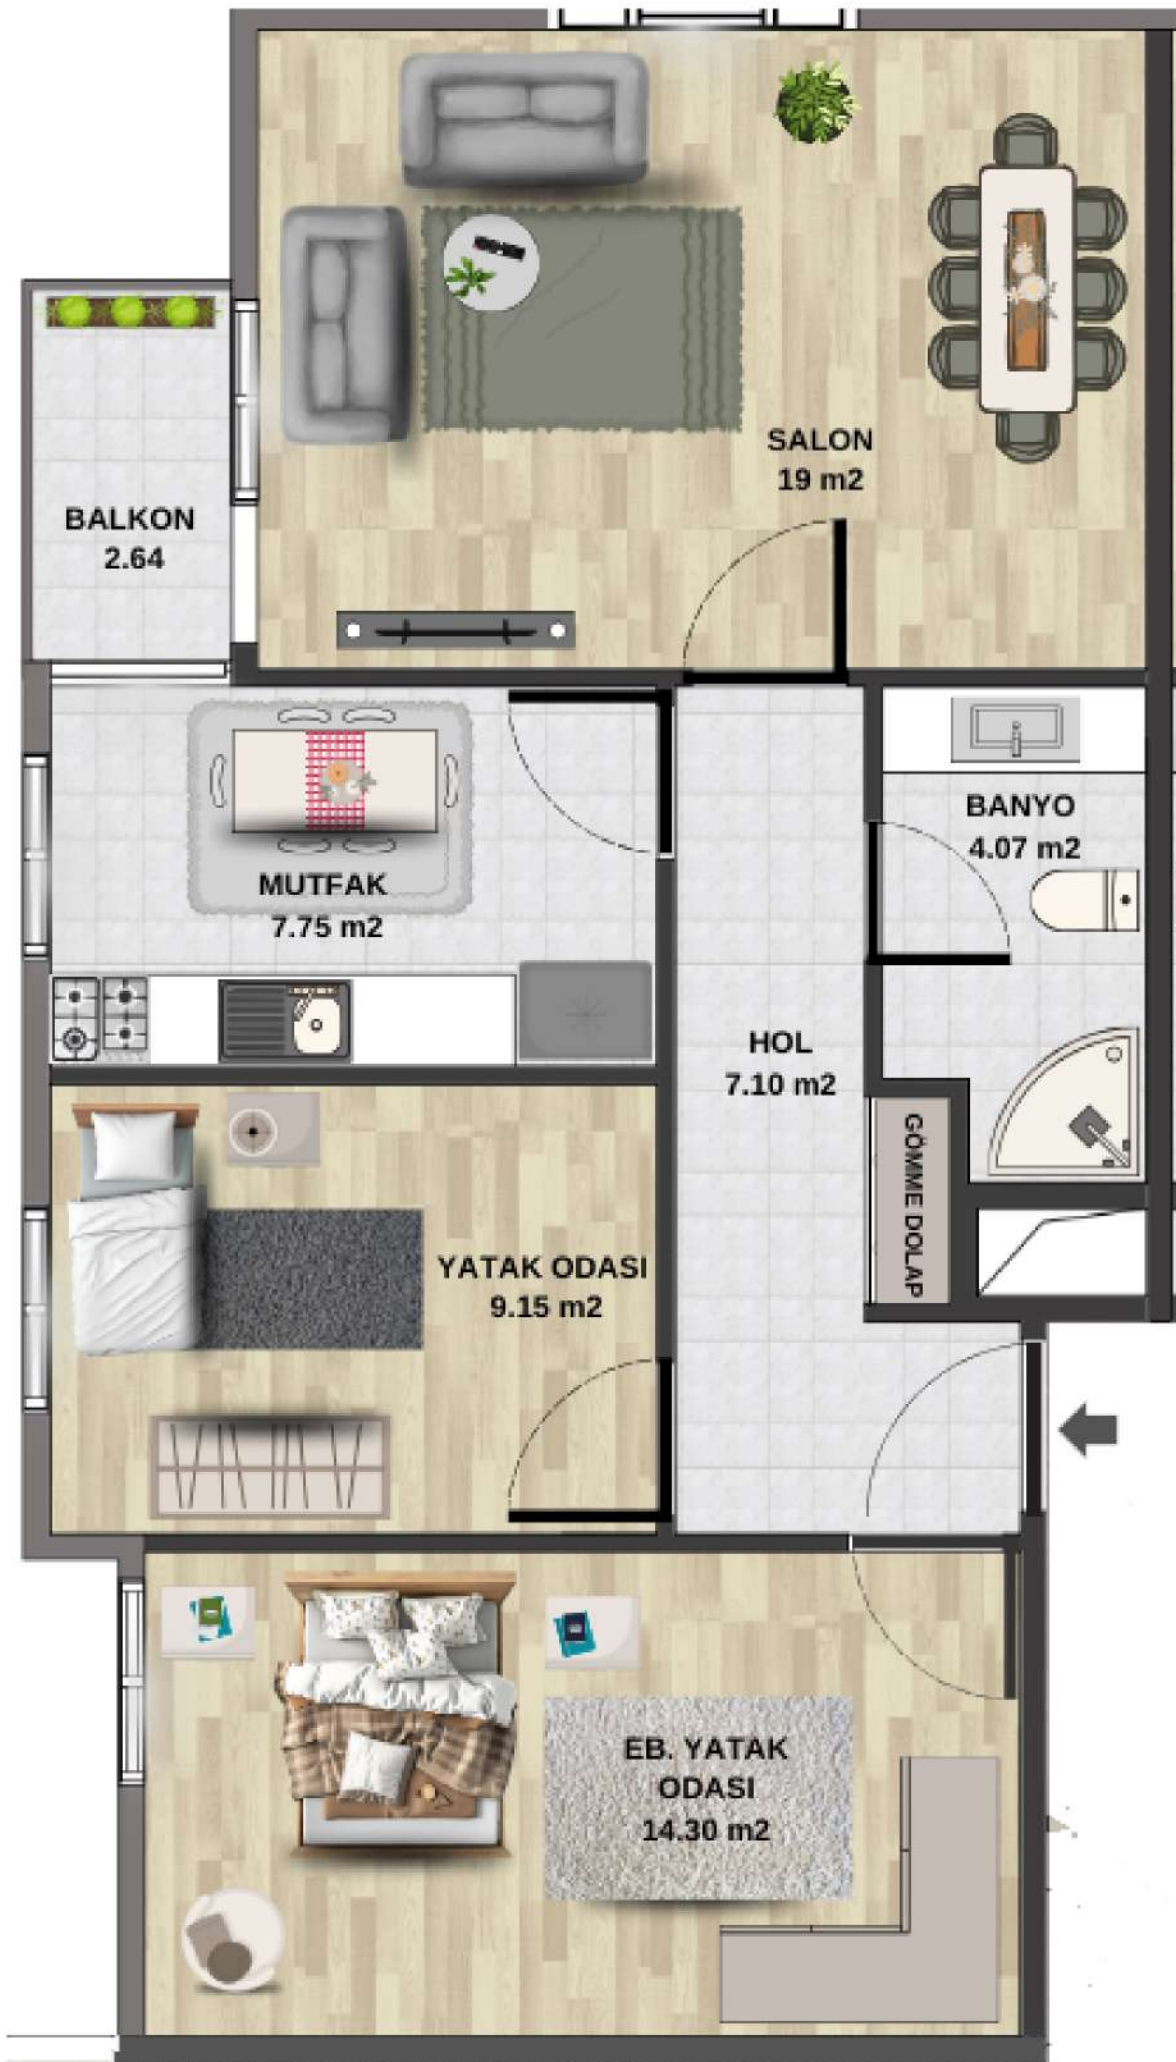 SALON
19 m2
BALKON
2.64
BANYO
4.07 m2
MUTFAK
7.75 m2
HOL
7.10 m2
GÖMME DOLAP
YATAK ODASI
9.15 m2
EB. YATAK
ODASI
14.30 m2